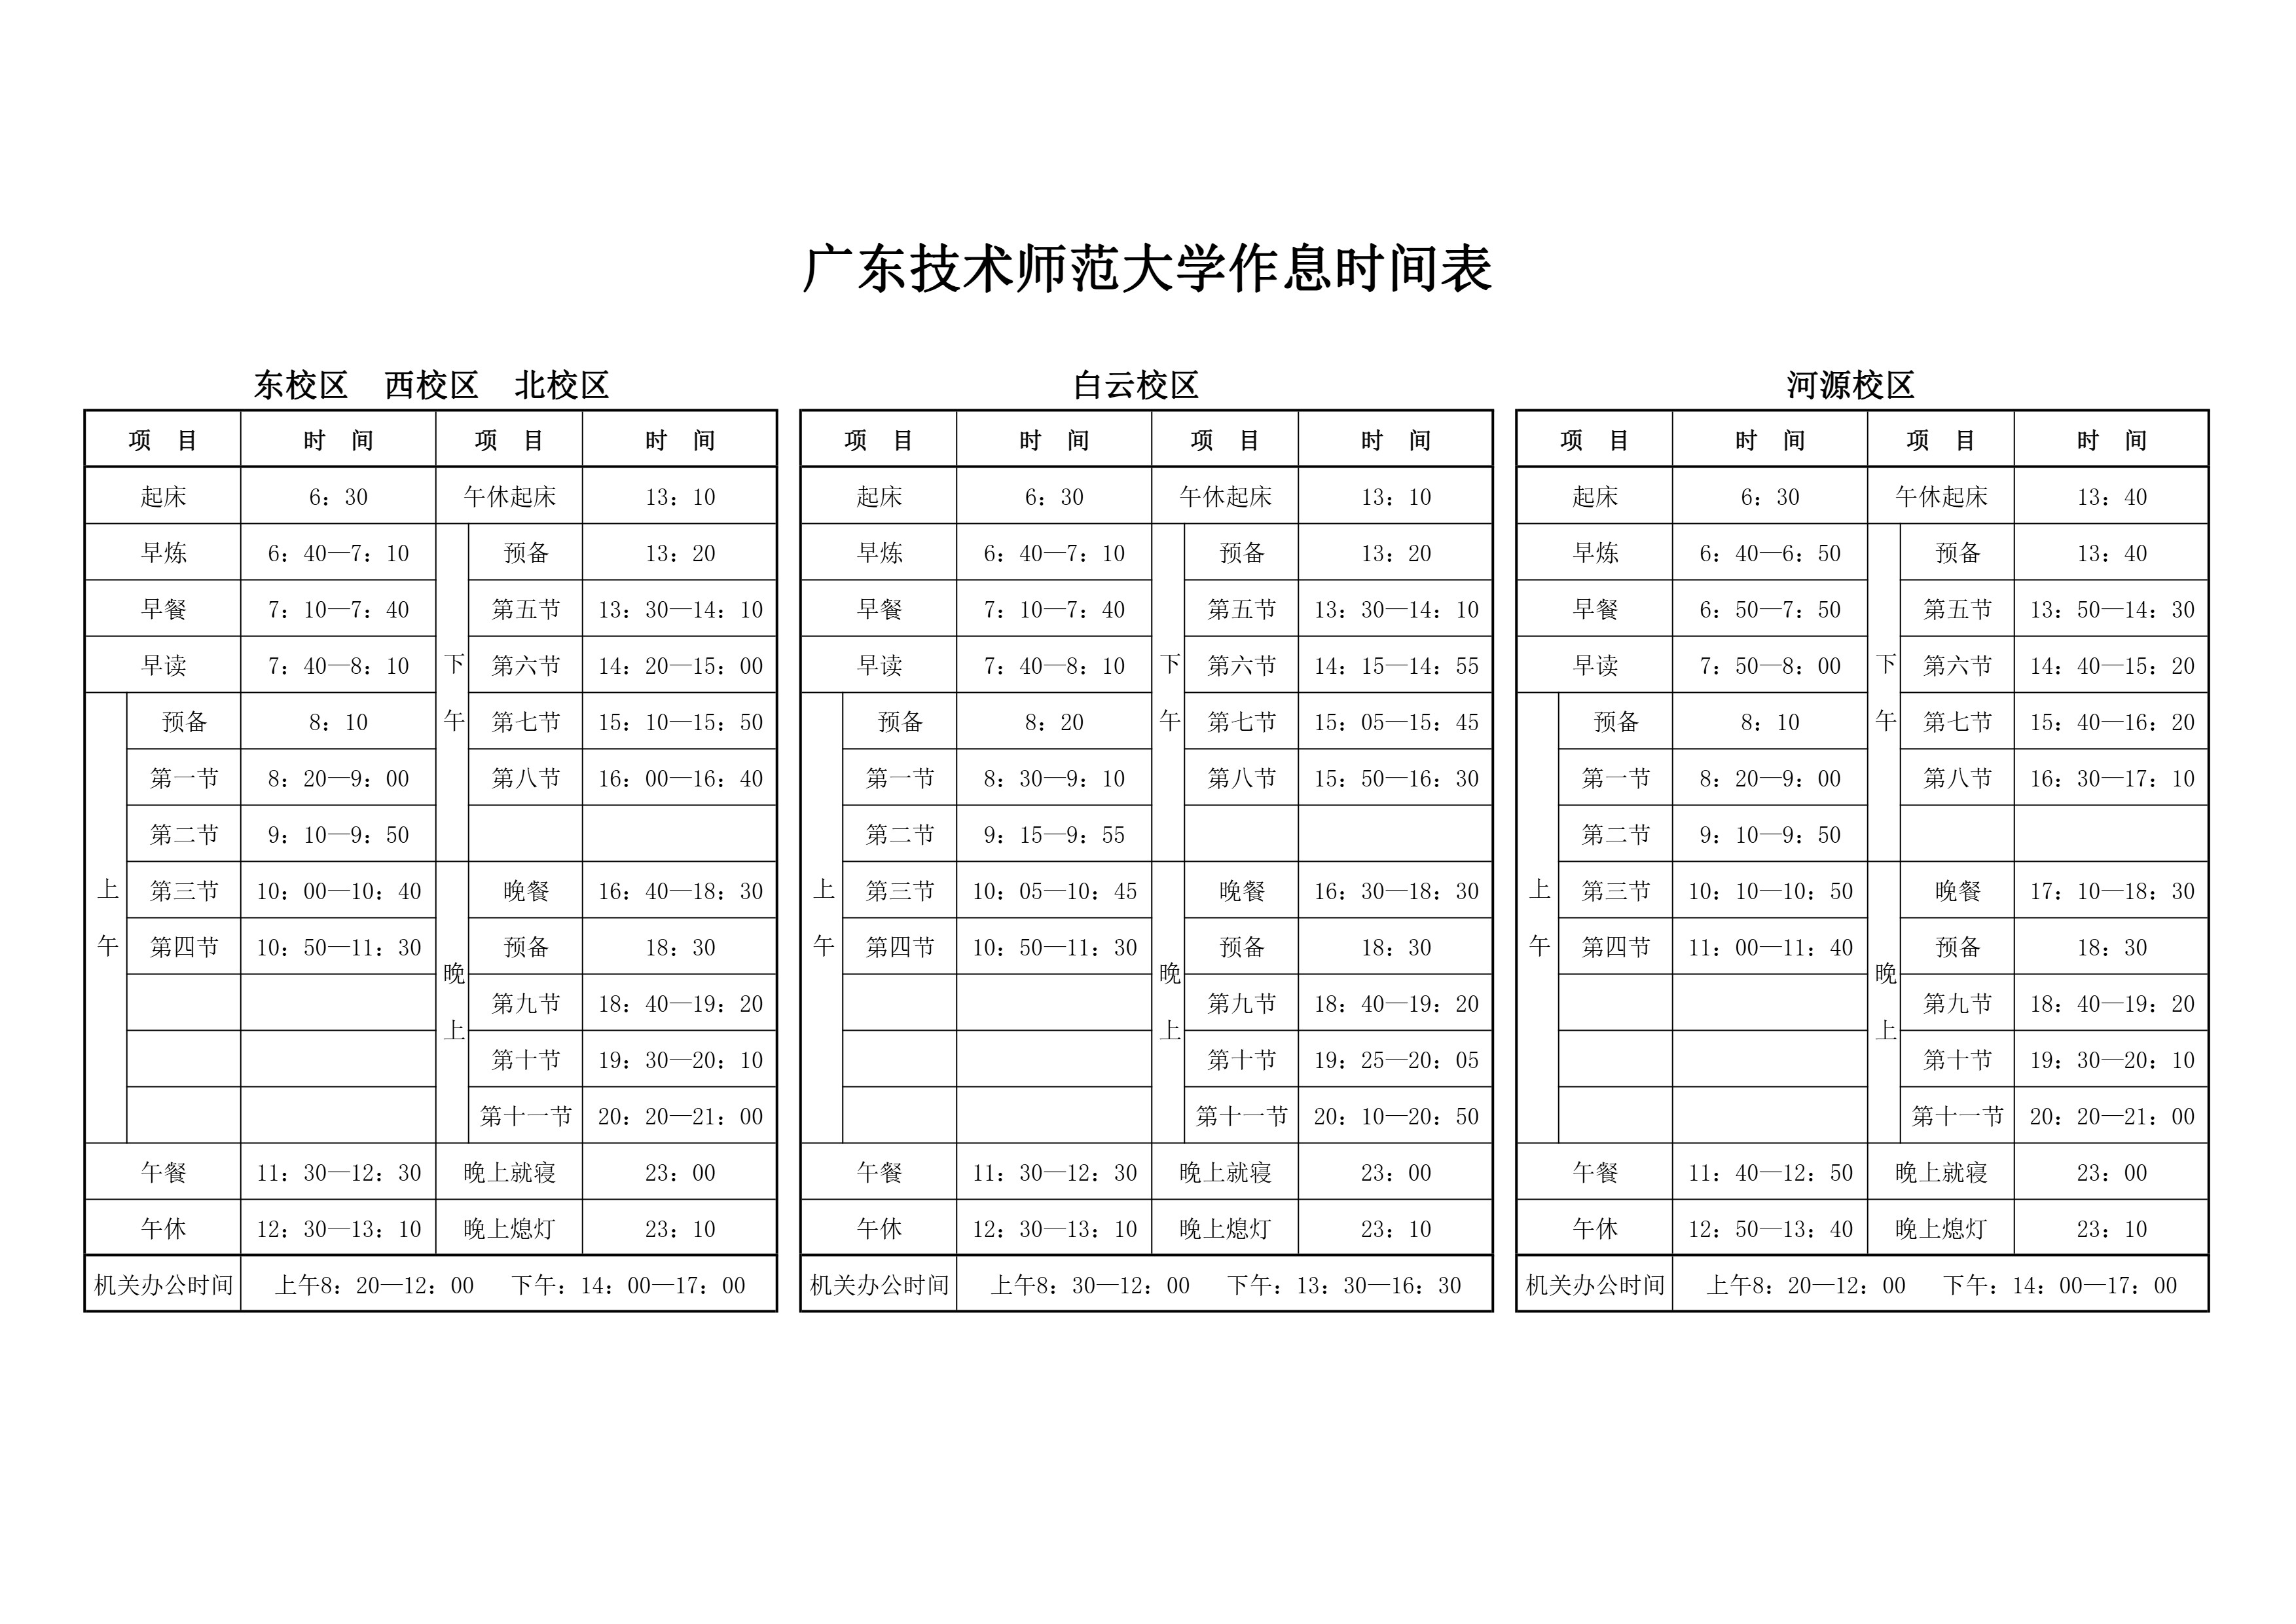 广东技术师范大学作息时间表
东校区 西校区 北校区
项 目 时 间 项 目 时 间
起床 6：30 午休起床 13：10
早炼 6：40—7：10 预备 13：20
早餐 7：10—7：40 第五节 13：30—14：10
早读 7：40—8：10 下午 第六节 14：20—15：00
预备 8：10 第七节 15：10—15：50
第一节 8：20—9：00 第八节 16：00—16：40
第二节 9：10—9：50
上午 第三节 10：00—10：40 晚餐 16：40—18：30
第四节 10：50—11：30 预备 18：30
晚上 第九节 18：40—19：20
第十节 19：30—20：10
第十一节 20：20—21：00
午餐 11：30—12：30 晚上就寝 23：00
午休 12：30—13：10 晚上熄灯 23：10
机关办公时间 上午8：20—12：00 下午：14：00—17：00
白云校区
项 目 时 间 项 目 时 间
起床 6：30 午休起床 13：10
早炼 6：40—7：10 预备 13：20
早餐 7：10—7：40 第五节 13：30—14：10
早读 7：40—8：10 下午 第六节 14：15—14：55
预备 8：20 第七节 15：05—15：45
第一节 8：30—9：10 第八节 15：50—16：30
第二节 9：15—9：55
上午 第三节 10：05—10：45 晚餐 16：30—18：30
第四节 10：50—11：30 预备 18：30
晚上 第九节 18：40—19：20
第十节 19：25—20：05
第十一节 20：10—20：50
午餐 11：30—12：30 晚上就寝 23：00
午休 12：30—13：10 晚上熄灯 23：10
机关办公时间 上午8：30—12：00 下午：13：30—16：30
河源校区
项 目 时 间 项 目 时 间
起床 6：30 午休起床 13：40
早炼 6：40—6：50 预备 13：40
早餐 6：50—7：50 第五节 13：50—14：30
早读 7：50—8：00 下午 第六节 14：40—15：20
预备 8：10 第七节 15：40—16：20
第一节 8：20—9：00 第八节 16：30—17：10
第二节 9：10—9：50
上午 第三节 10：10—10：50 晚餐 17：10—18：30
第四节 11：00—11：40 预备 18：30
晚上 第九节 18：40—19：20
第十节 19：30—20：10
第十一节 20：20—21：00
午餐 11：40—12：50 晚上就寝 23：00
午休 12：50—13：40 晚上熄灯 23：10
机关办公时间 上午8：20—12：00 下午：14：00—17：00